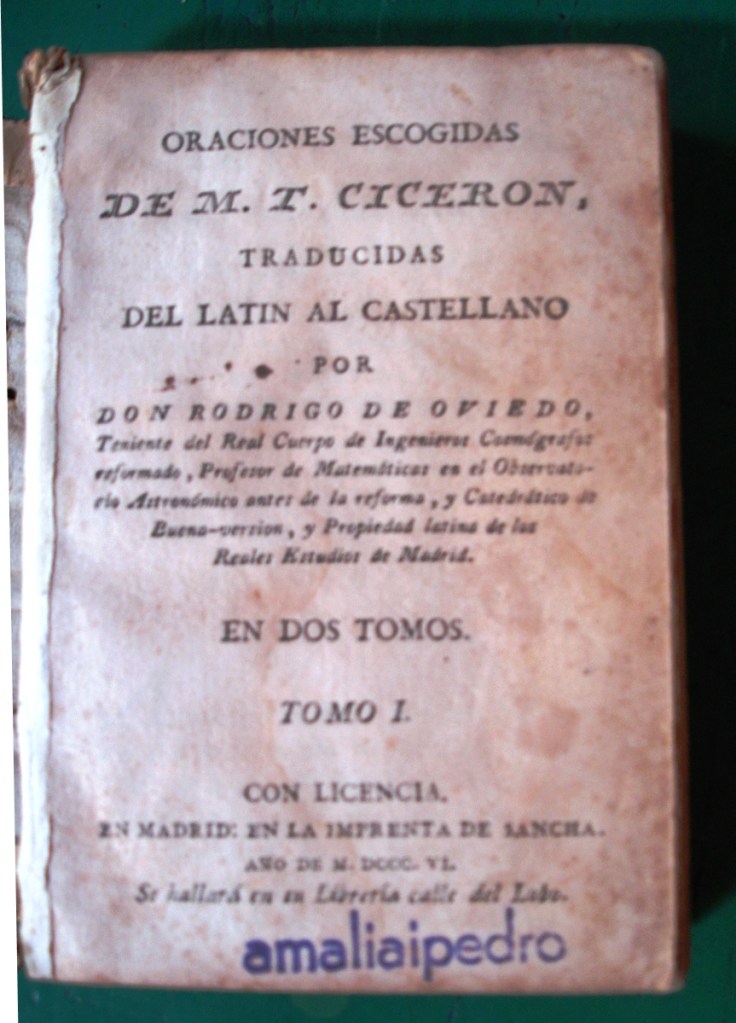 ORACIONES ESCOGIDAS
DE M. T. CICERON,
TRADUCIDAS
DEL LATIN AL CASTELLANO
POR
DON RODRIGO DE OVIEDO,
Teniente del Real Cuerpo de Ingenieros Cosmógrafos
reformado, Profesor de Matemáticas en el Observato-
rio Astronómico antes de la reforma, y Catedrático de
Buena-version, y Propiedad latina de los
Reales Estudios de Madrid.
EN DOS TOMOS.
TOMO I.
CON LICENCIA.
EN MADRID: EN LA IMPRENTA DE SANCHA.
AÑO DE M. DCCC. VI.
Se hallará en su Librería calle del Lobo.
amaliaipedro